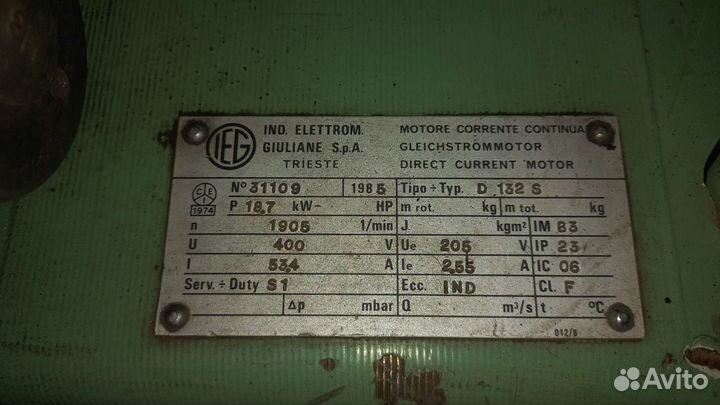 IEG
IND. ELETTROM. GIULIANE S.p.A. TRIESTE
MOTORE CORRENTE CONTINUA
GLEICHSTROMMOTOR
DIRECT CURRENT MOTOR
CEI 1974 N° 31109 1985 Tipo ÷ Typ. D 132 S
P 18,7 kW- HP m rot. kg m tot. kg
n 1905 1/min J kgm² IM B3
U 400 V Ue 205 V IP 23
I 53,4 A Ie 2,55 A IC 06
Serv. ÷ Duty S1 Ecc. IND CL. F
Δp mbar Q m³/s t °C
012/B
Avito